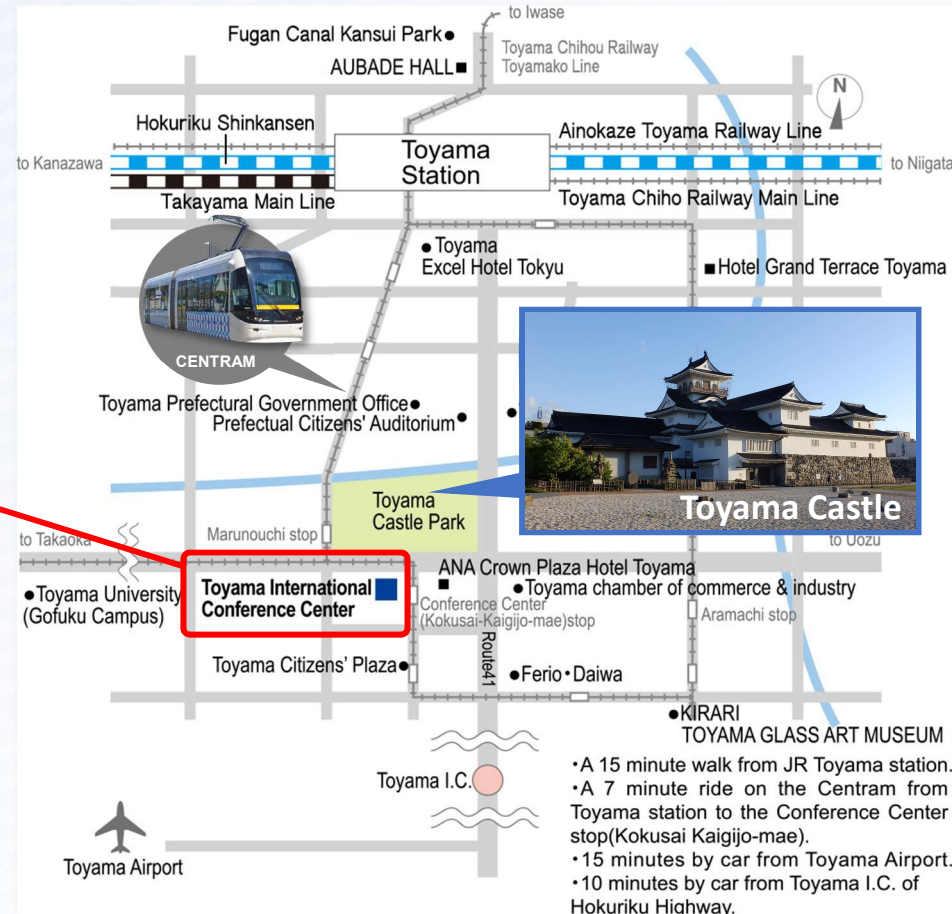 to Iwase
Fugan Canal Kansui Park
Toyama Chihou Railway
Toyamako Line
AUBADE HALL
N
Hokuriku Shinkansen
Ainokaze Toyama Railway Line
to Kanazawa
Toyama
Station
to Niigata
Takayama Main Line
Toyama Chiho Railway Main Line
Toyama
Excel Hotel Tokyu
Hotel Grand Terrace Toyama
CENTRAM
Toyama Prefectural Government Office
Prefectual Citizens' Auditorium
Toyama
Castle Park
Toyama Castle
to Takaoka
Marunouchi stop
to Uozu
ANA Crown Plaza Hotel Toyama
Toyama University
(Gofuku Campus)
Toyama International
Conference Center
Toyama chamber of commerce & industry
Conference Center
(Kokusai-Kaigijo-mae)stop
Aramachi stop
Route41
Toyama Citizens' Plaza
Ferio・Daiwa
KIRARI
TOYAMA GLASS ART MUSEUM
Toyama I.C.
Toyama Airport
・A 15 minute walk from JR Toyama station.
・A 7 minute ride on the Centram from
Toyama station to the Conference Center
stop(Kokusai Kaigijo-mae).
・15 minutes by car from Toyama Airport.
・10 minutes by car from Toyama I.C. of
Hokuriku Highway.